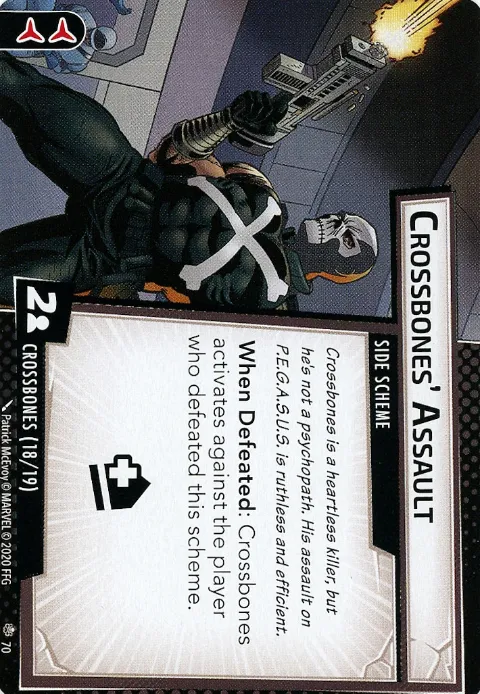 CROSSBONES' ASSAULT
SIDE SCHEME
Crossbones is a heartless killer, but
he's not a psychopath. His assault on
P.E.G.A.S.U.S. is ruthless and efficient.
When Defeated: Crossbones
activates against the player
who defeated this scheme.
2
CROSSBONES (18/19)
Patrick McEvoy © MARVEL © 2020 FFG
70